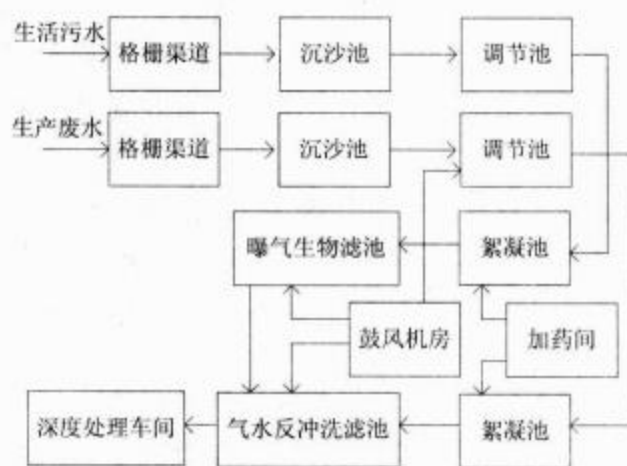 生活污水
格栅渠道
沉沙池
调节池
生产废水
格栅渠道
沉沙池
调节池
曝气生物滤池
絮凝池
鼓风机房
加药间
深度处理车间
气水反冲洗滤池
絮凝池